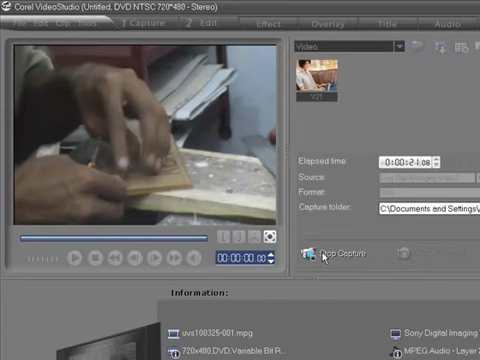 Corel VideoStudio (Untitled, DVD NTSC 720*480 - Stereo)
File Edit Clip Tools 1 Capture 2 Edit Effect Overlay Title Audio
Video
V21
Elapsed time: 0:00:21.08
Source:
Format:
Capture folder: C:\Documents and Settings\
Stop Capture
00:00:00.00
Information:
uvs100325-001.mpg Sony Digital Imaging
720x480,DVD,Variable Bit R... MPEG Audio - Layer